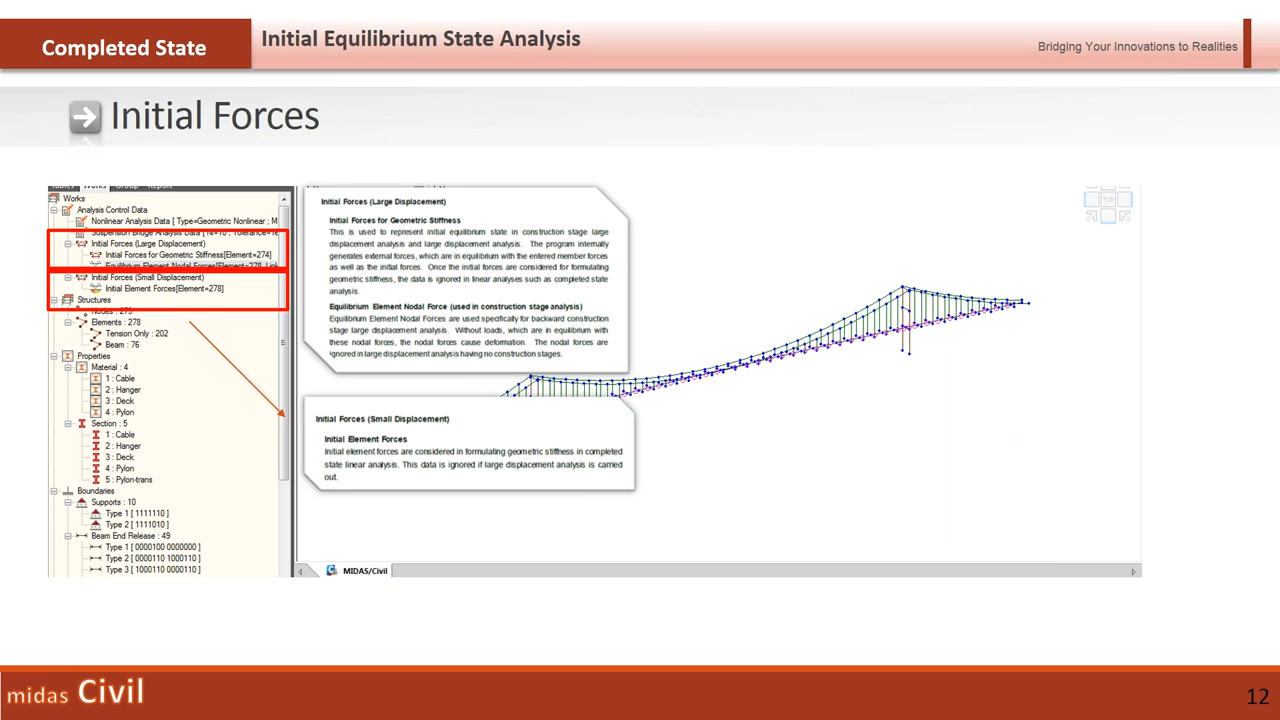 Completed State
Initial Equilibrium State Analysis
Bridging Your Innovations to Realities
Initial Forces
Tables Works Group Report
Works
Analysis Control Data
Nonlinear Analysis Data [ Type=Geometric Nonlinear ; M
Suspension Bridge Analysis Data [
Initial Forces (Large Displacement)
Initial Forces for Geometric Stiffness[Element=274]
Equilibrium Element Nodal Forces[Element=278
Initial Forces (Small Displacement)
Initial Element Forces[Element=278]
Structures
Elements : 278
Tension Only : 202
Beam : 76
Properties
Material : 4
1 : Cable
2 : Hanger
3 : Deck
4 : Pylon
Section : 5
1 : Cable
2 : Hanger
3 : Deck
4 : Pylon
5 : Pylon-trans
Boundaries
Supports : 10
Type 1 [ 1111110 ]
Type 2 [ 1111010 ]
Beam End Release : 49
Type 1 [ 0000100 0000000 ]
Type 2 [ 0000110 1000110 ]
Type 3 [ 1000110 0000110 ]
Initial Forces (Large Displacement)
Initial Forces for Geometric Stiffness
This is used to represent initial equilibrium state in construction stage large
displacement analysis and large displacement analysis. The program internally
generates external forces, which are in equilibrium with the entered member forces
as well as the initial forces. Once the initial forces are considered for formulating
geometric stiffness, the data is ignored in linear analyses such as completed state
analysis.
Equilibrium Element Nodal Force (used in construction stage analysis)
Equilibrium Element Nodal Forces are used specifically for backward construction
stage large displacement analysis. Without loads, which are in equilibrium with
these nodal forces, the nodal forces cause deformation. The nodal forces are
ignored in large displacement analysis having no construction stages.
Initial Forces (Small Displacement)
Initial Element Forces
Initial element forces are considered in formulating geometric stiffness in completed
state linear analysis. This data is ignored if large displacement analysis is carried
out.
TOP
MIDAS/Civil
midas Civil
12